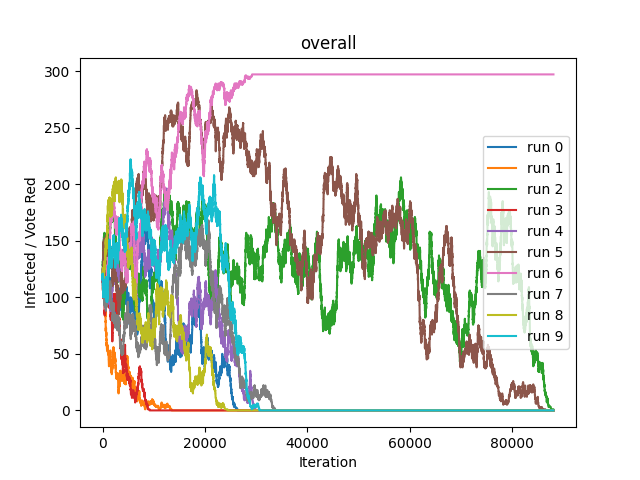 overall
Infected / Vote Red
300
250
200
150
100
50
0
run 0
run 1
run 2
run 3
run 4
run 5
run 6
run 7
run 8
run 9
0 20000 40000 60000 80000
Iteration